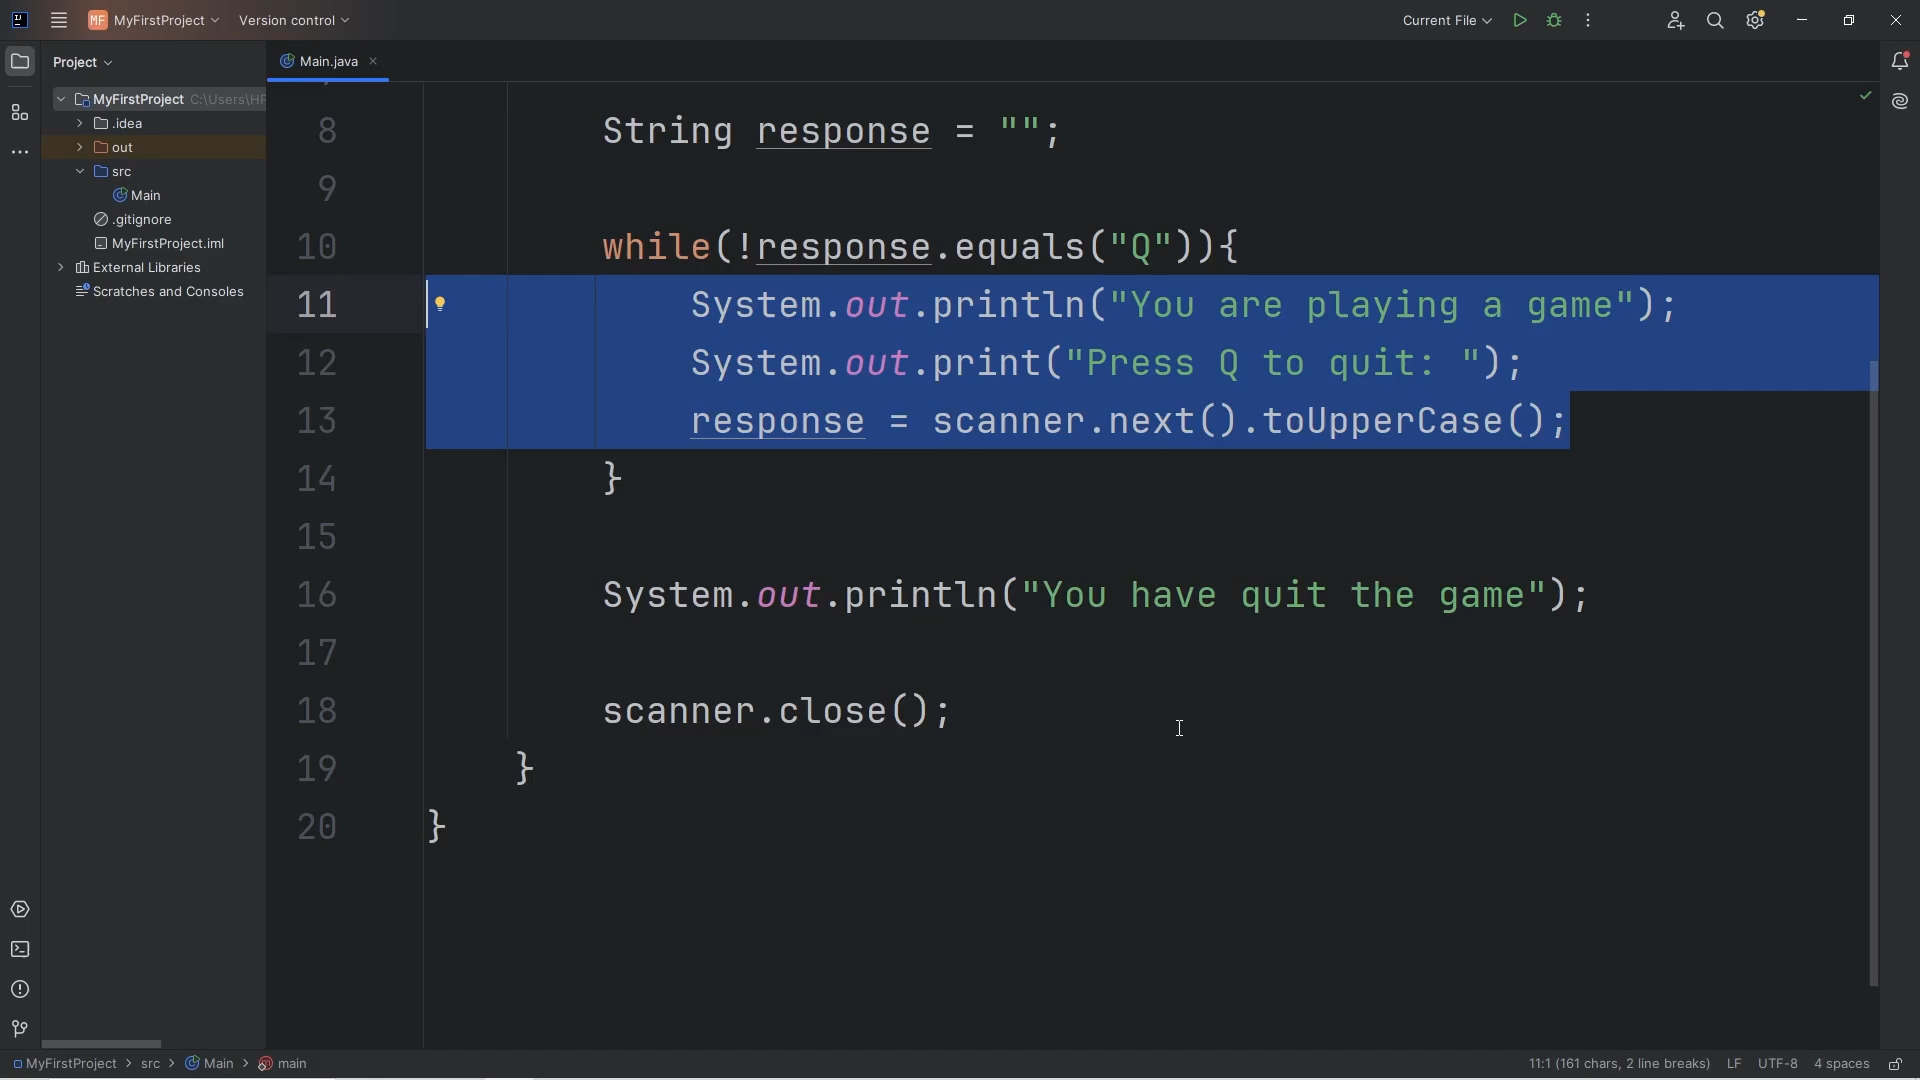 MF MyFirstProject Version control Current File
Project Main.java
MyFirstProject C:\Users\HP
.idea
out
src
Main
.gitignore
MyFirstProject.iml
External Libraries
Scratches and Consoles
8 String response = "";
9
10 while(!response.equals("Q")){
11 System.out.println("You are playing a game");
12 System.out.print("Press Q to quit: ");
13 response = scanner.next().toUpperCase();
14 }
15
16 System.out.println("You have quit the game");
17
18 scanner.close();
19 }
20 }
MyFirstProject > src > Main > main 11:1 (161 chars, 2 line breaks) LF UTF-8 4 spaces